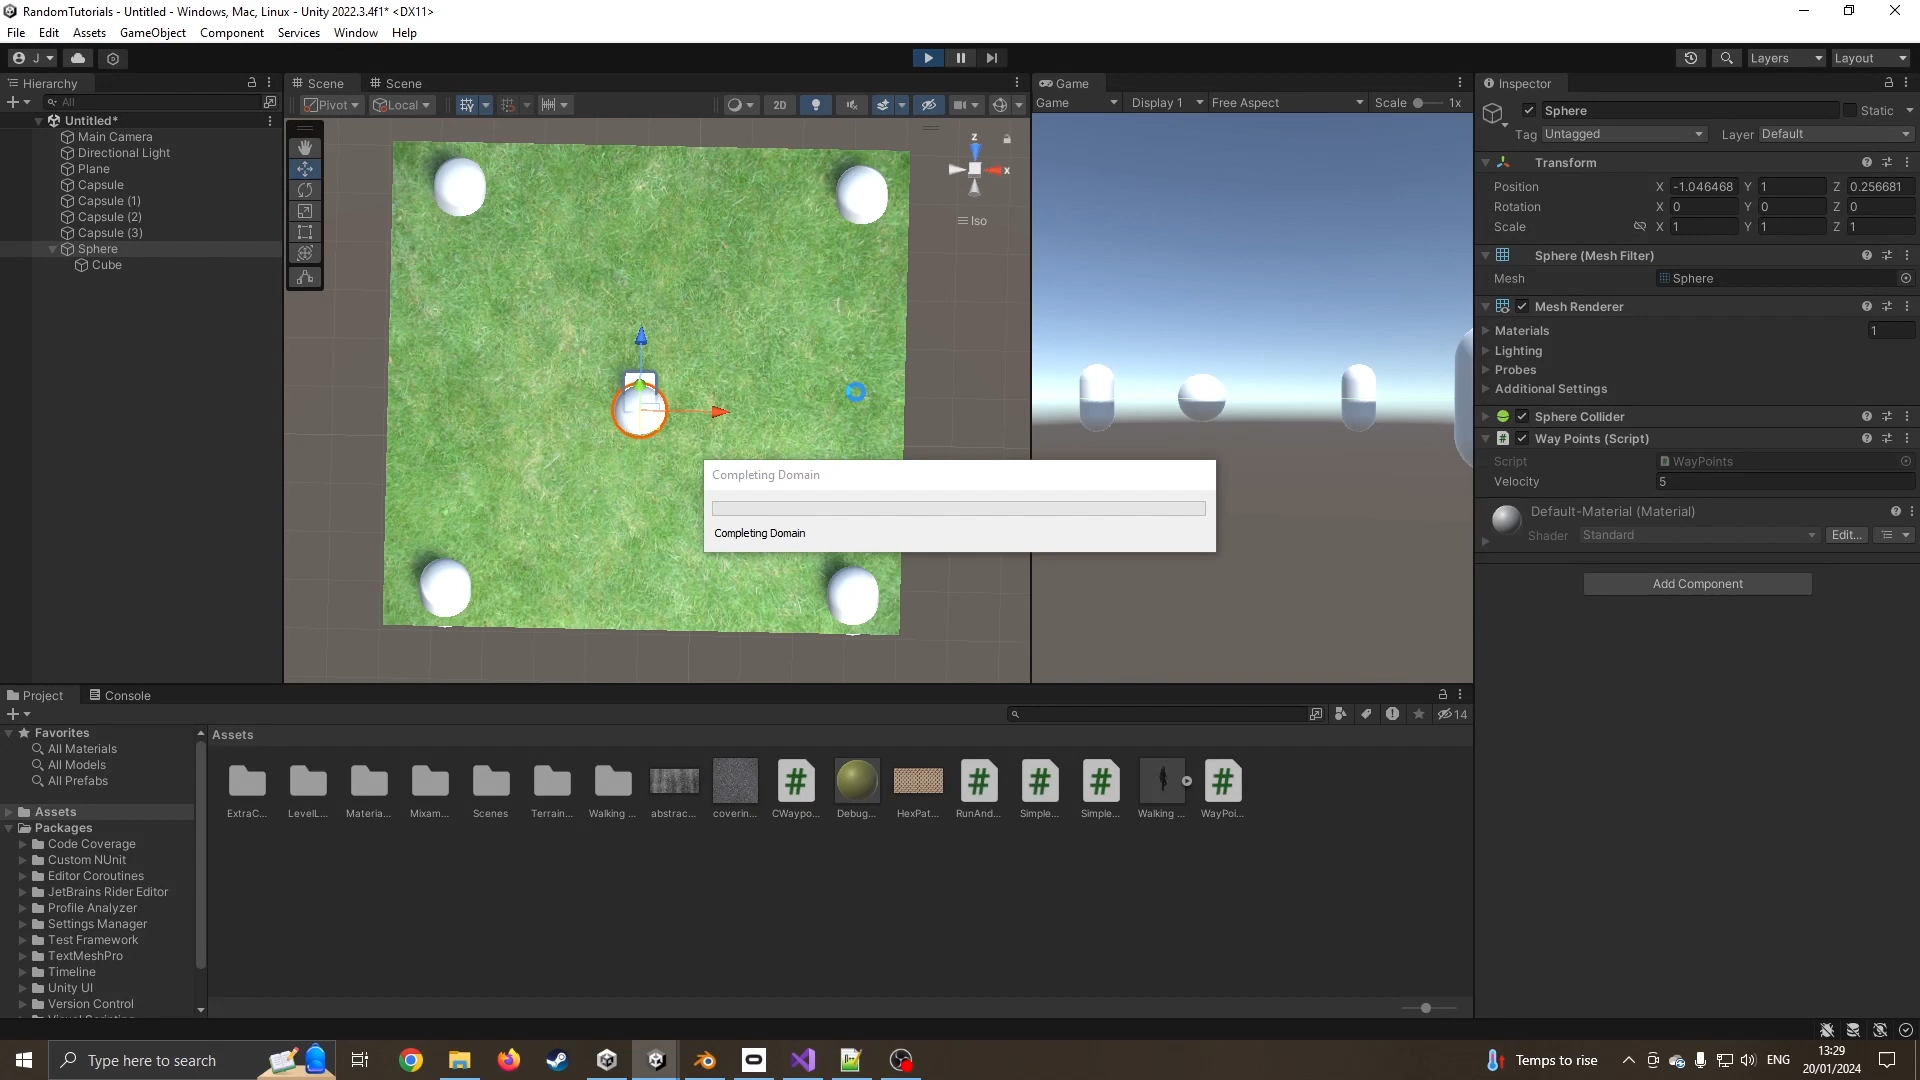 RandomTutorials - Untitled - Windows, Mac, Linux - Unity 2022.3.4f1* <DX11>
File Edit Assets GameObject Component Services Window Help
J Layers Layout
Hierarchy
All
Untitled*
Main Camera
Directional Light
Plane
Capsule
Capsule (1)
Capsule (2)
Capsule (3)
Sphere
Cube
Scene Scene
Pivot Local 2D
z
x
Iso
Game
Game Display 1 Free Aspect Scale 1x
Completing Domain
Completing Domain
Inspector
Sphere Static
Tag Untagged Layer Default
Transform
Position X -1.046468 Y 1 Z 0.256681
Rotation X 0 Y 0 Z 0
Scale X 1 Y 1 Z 1
Sphere (Mesh Filter)
Mesh Sphere
Mesh Renderer
Materials 1
Lighting
Probes
Additional Settings
Sphere Collider
Way Points (Script)
Script WayPoints
Velocity 5
Default-Material (Material)
Shader Standard Edit...
Add Component
Project Console
14
Favorites
All Materials
All Models
All Prefabs
Assets
Packages
Code Coverage
Custom NUnit
Editor Coroutines
JetBrains Rider Editor
Profile Analyzer
Settings Manager
Test Framework
TextMeshPro
Timeline
Unity UI
Version Control
Assets
ExtraC... LevelL... Materia... Mixam... Scenes Terrain... Walking ... abstrac... coverin... CWaypo... Debug... HexPat... RunAnd... Simple... Simple... Walking ... WayPoi...
Type here to search
Temps to rise ENG
13:29
20/01/2024